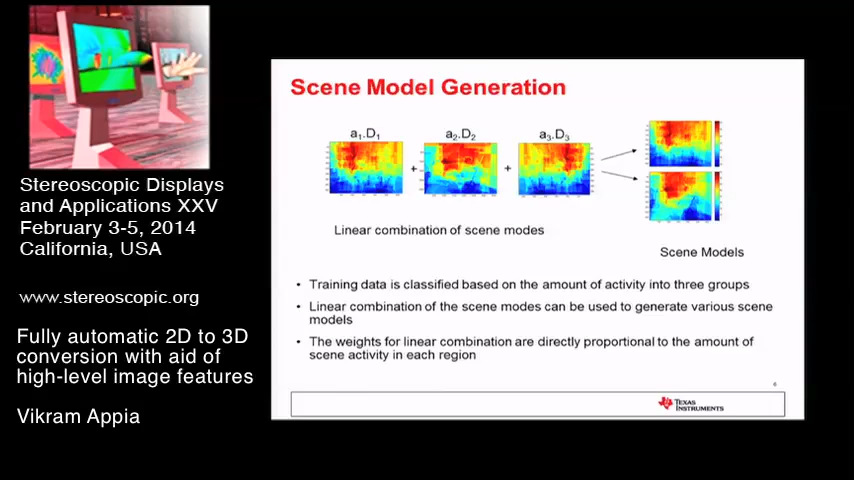 Stereoscopic Displays
and Applications XXV
February 3-5, 2014
California, USA
www.stereoscopic.org
Fully automatic 2D to 3D
conversion with aid of
high-level image features
Vikram Appia
Scene Model Generation
a₁.D₁
a₂.D₂
a₃.D₃
+
+
Linear combination of scene modes
Scene Models
• Training data is classified based on the amount of activity into three groups
• Linear combination of the scene modes can be used to generate various scene
models
• The weights for linear combination are directly proportional to the amount of
scene activity in each region
6
TEXAS
INSTRUMENTS